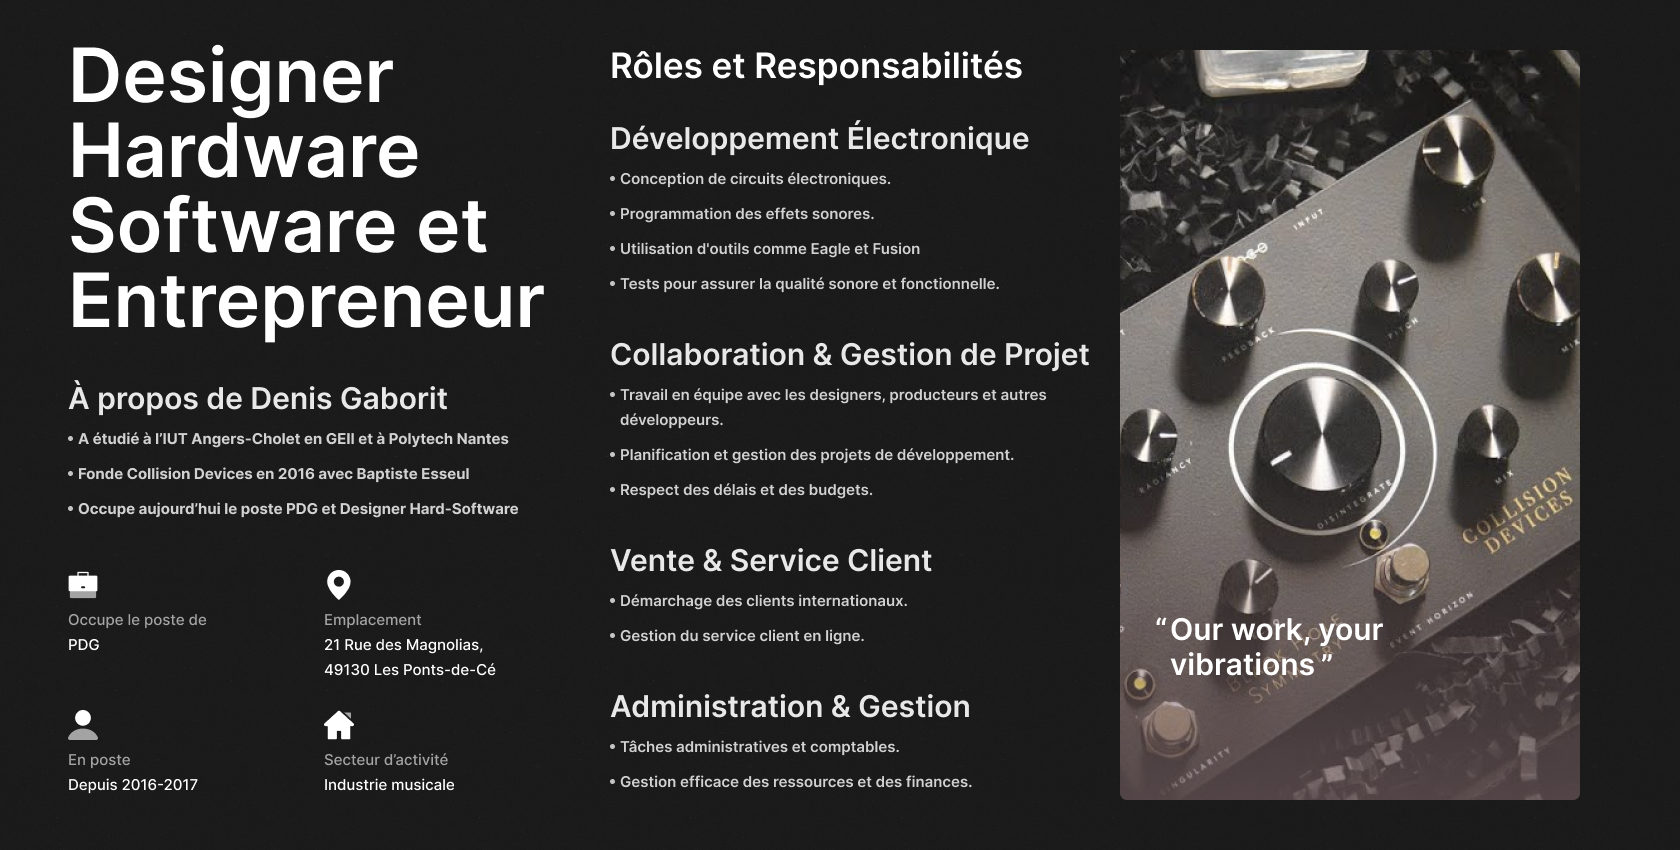 Designer
Hardware
Software et
Entrepreneur
À propos de Denis Gaborit
• A étudié à l’IUT Angers-Cholet en GEII et à Polytech Nantes
• Fonde Collision Devices en 2016 avec Baptiste Esseul
• Occupe aujourd’hui le poste PDG et Designer Hard-Software
Occupe le poste de
PDG
Emplacement
21 Rue des Magnolias,
49130 Les Ponts-de-Cé
En poste
Depuis 2016-2017
Secteur d’activité
Industrie musicale
Rôles et Responsabilités
Développement Électronique
• Conception de circuits électroniques.
• Programmation des effets sonores.
• Utilisation d'outils comme Eagle et Fusion
• Tests pour assurer la qualité sonore et fonctionnelle.
Collaboration & Gestion de Projet
• Travail en équipe avec les designers, producteurs et autres
développeurs.
• Planification et gestion des projets de développement.
• Respect des délais et des budgets.
Vente & Service Client
• Démarchage des clients internationaux.
• Gestion du service client en ligne.
Administration & Gestion
• Tâches administratives et comptables.
• Gestion efficace des ressources et des finances.
INPUT
TIME
FEEDBACK
PITCH
MIX
RADIANCY
DISINTEGRATE
MIX
COLLISION
DEVICES
EVENT HORIZON
“Our work, your
vibrations”
BLACK HOLE
SYMMETRY